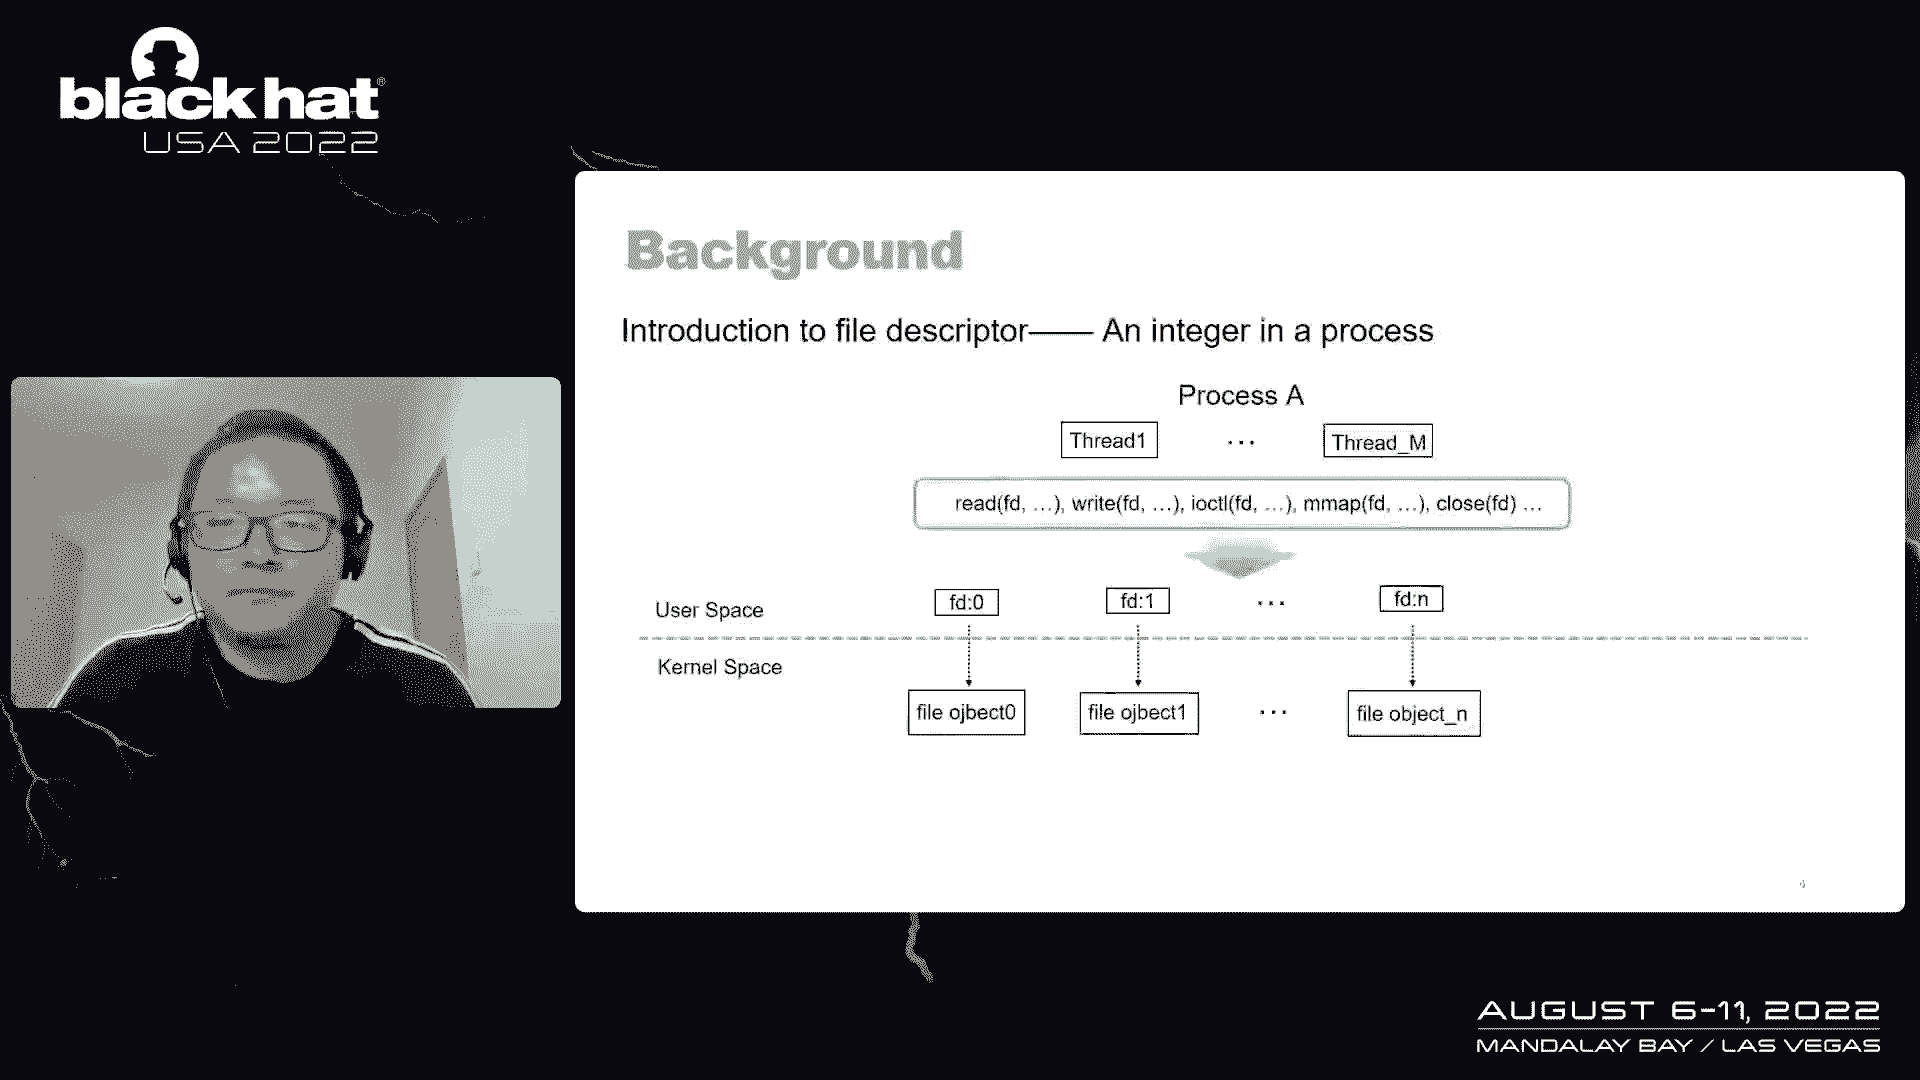 black hat®
USA 2022
Background
Introduction to file descriptor—— An integer in a process
Process A
Thread1 ... Thread_M
read(fd, ...), write(fd, ...), ioctl(fd, ...), mmap(fd, ...), close(fd) ...
User Space fd:0 fd:1 ... fd:n
Kernel Space
file ojbect0 file ojbect1 ... file object_n
4
AUGUST 6-11, 2022
MANDALAY BAY / LAS VEGAS